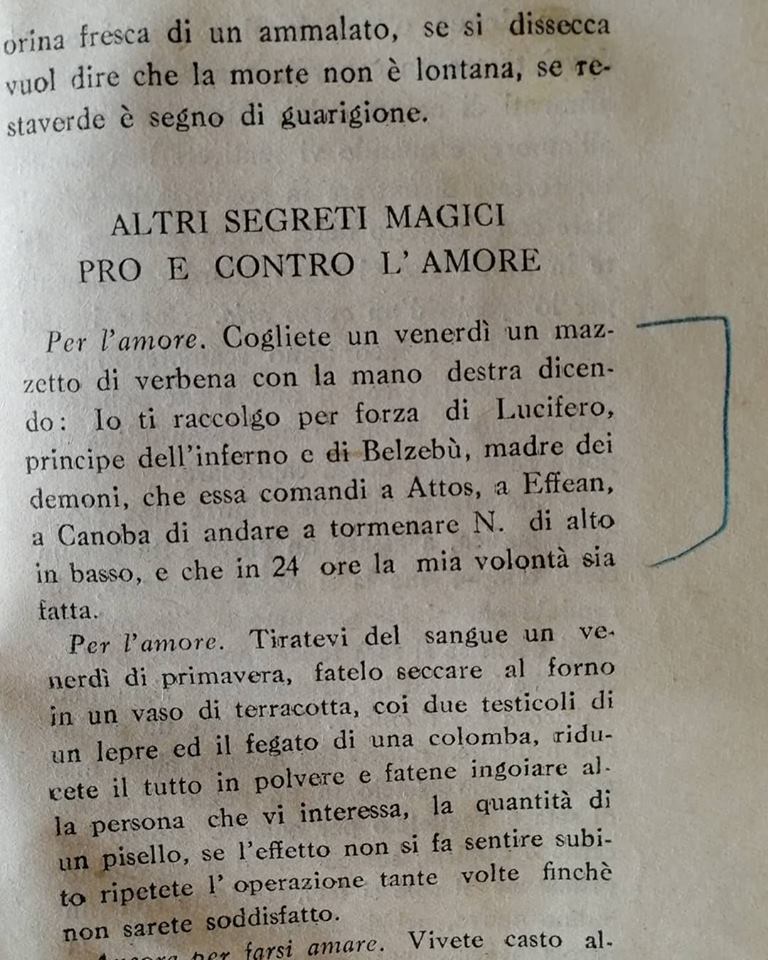 orina fresca di un ammalato, se si dissecca
vuol dire che la morte non è lontana, se re-
staverde è segno di guarigione.
ALTRI SEGRETI MAGICI
PRO E CONTRO L' AMORE
Per l'amore. Cogliete un venerdì un maz-
zetto di verbena con la mano destra dicen-
do: Io ti raccolgo per forza di Lucifero,
principe dell'inferno e di Belzebù, madre dei
demoni, che essa comandi a Attos, a Effean,
a Canoba di andare a tormenare N. di alto
in basso, e che in 24 ore la mia volontà sia
fatta.
Per l'amore. Tiratevi del sangue un ve-
nerdì di primavera, fatelo seccare al forno
in un vaso di terracotta, coi due testicoli di
un lepre ed il fegato di una colomba, ridu-
cete il tutto in polvere e fatene ingoiare al-
la persona che vi interessa, la quantità di
un pisello, se l'effetto non si fa sentire subi-
to ripetete l' operazione tante volte finchè
non sarete soddisfatto.
Ancora per farsi amare. Vivete casto al-